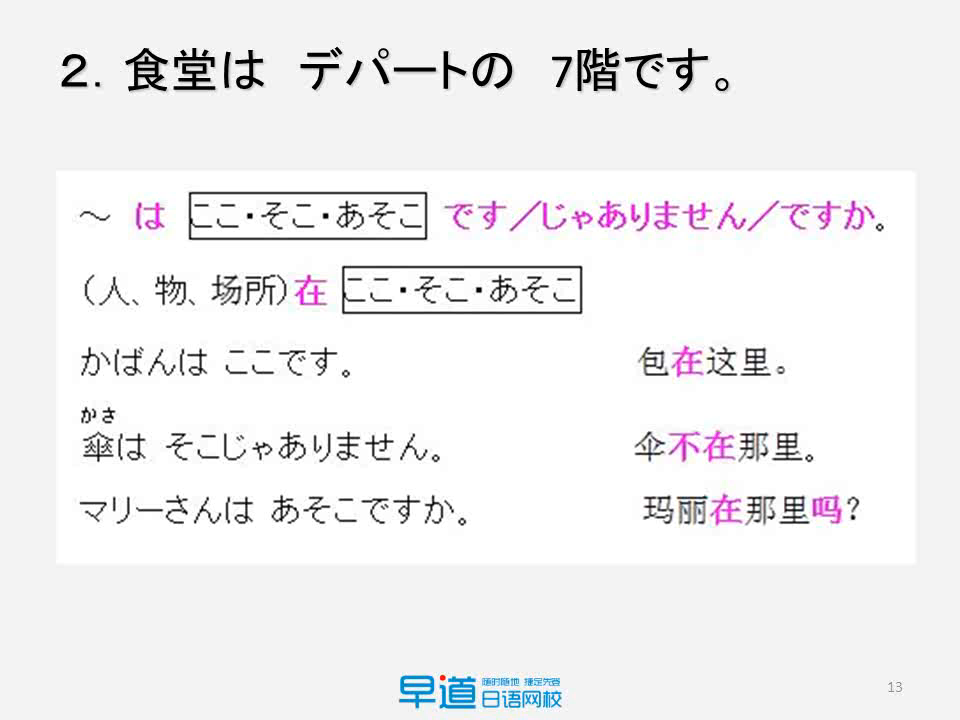 ２．食堂は　デパートの　7階です。
～ は ここ・そこ・あそこ です／じゃありません／ですか。
（人、物、场所）在 ここ・そこ・あそこ
かばんは ここです。 包在这里。
かさ
傘は そこじゃありません。 伞不在那里。
マリーさんは あそこですか。 玛丽在那里吗？
早道 随时随地 捷足先登
日语网校
13